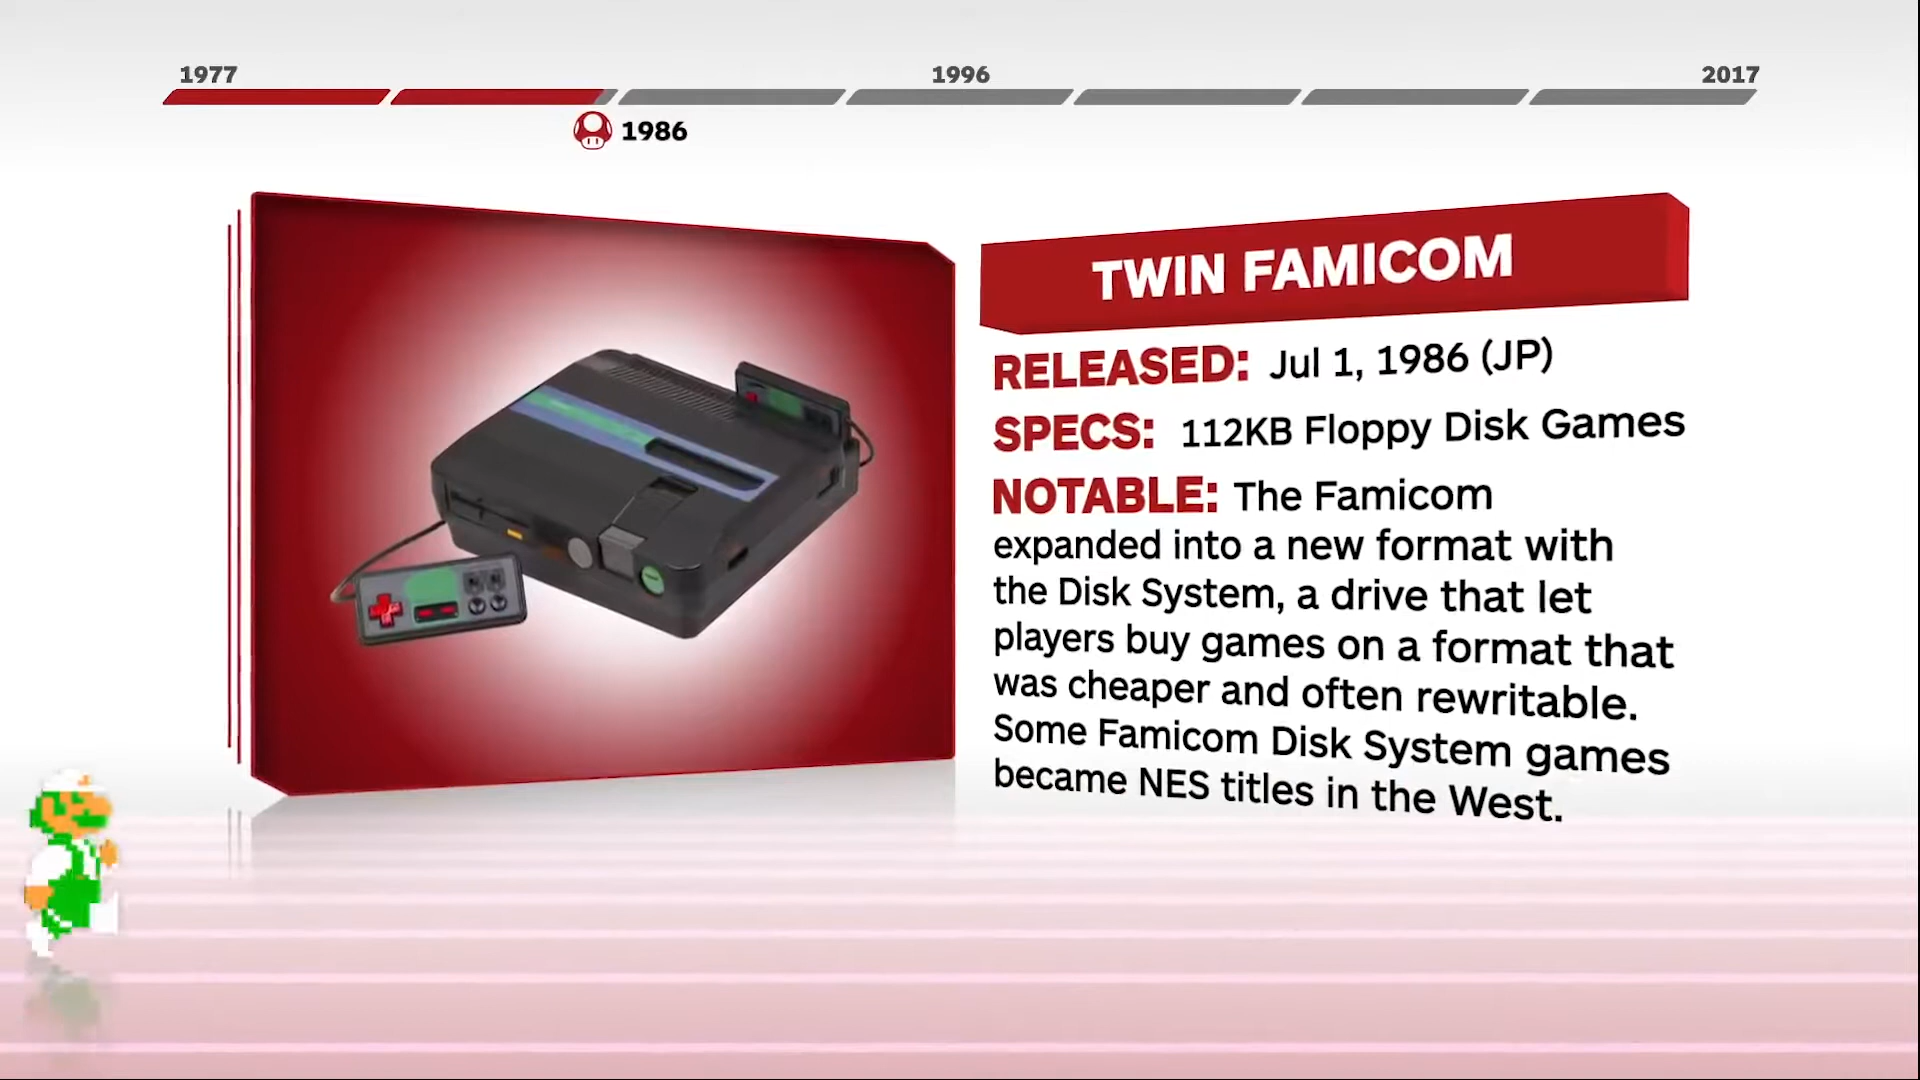 1977
1996
2017
1986
TWIN FAMICOM
RELEASED: Jul 1, 1986 (JP)
SPECS: 112KB Floppy Disk Games
NOTABLE: The Famicom
expanded into a new format with
the Disk System, a drive that let
players buy games on a format that
was cheaper and often rewritable.
Some Famicom Disk System games
became NES titles in the West.